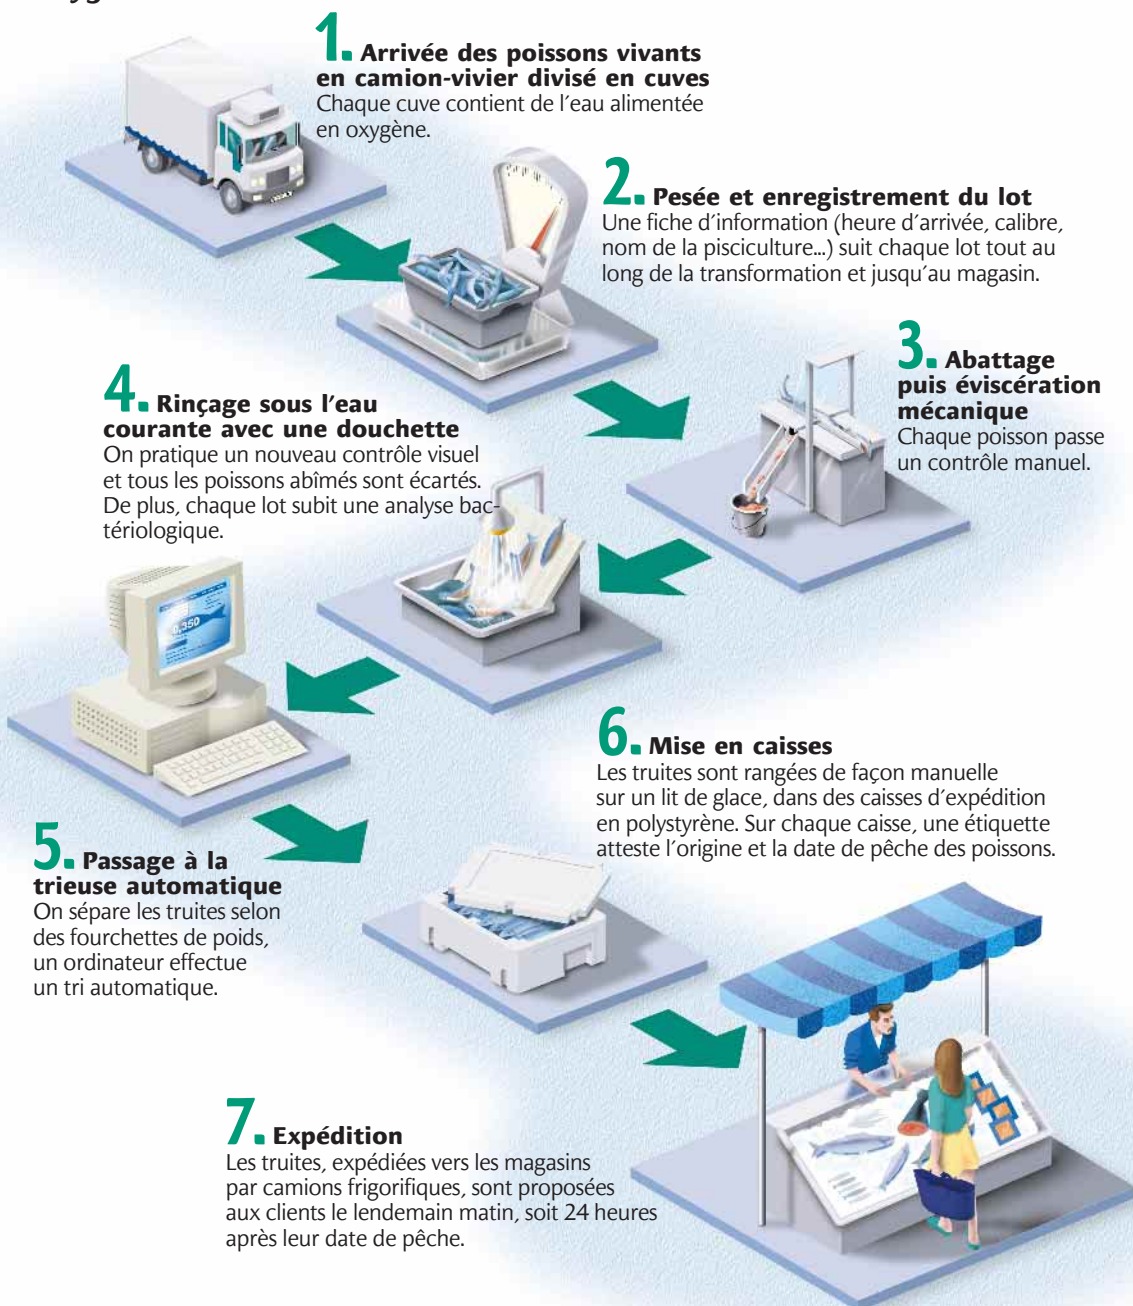 1. Arrivée des poissons vivants
en camion-vivier divisé en cuves
Chaque cuve contient de l'eau alimentée
en oxygène.
2. Pesée et enregistrement du lot
Une fiche d'information (heure d'arrivée, calibre,
nom de la pisciculture...) suit chaque lot tout au
long de la transformation et jusqu'au magasin.
3. Abattage
puis éviscération
mécanique
Chaque poisson passe
un contrôle manuel.
4. Rinçage sous l'eau
courante avec une douchette
On pratique un nouveau contrôle visuel
et tous les poissons abîmés sont écartés.
De plus, chaque lot subit une analyse bac-
tériologique.
0,350
5. Passage à la
trieuse automatique
On sépare les truites selon
des fourchettes de poids,
un ordinateur effectue
un tri automatique.
6. Mise en caisses
Les truites sont rangées de façon manuelle
sur un lit de glace, dans des caisses d'expédition
en polystyrène. Sur chaque caisse, une étiquette
atteste l'origine et la date de pêche des poissons.
7. Expédition
Les truites, expédiées vers les magasins
par camions frigorifiques, sont proposées
aux clients le lendemain matin, soit 24 heures
après leur date de pêche.